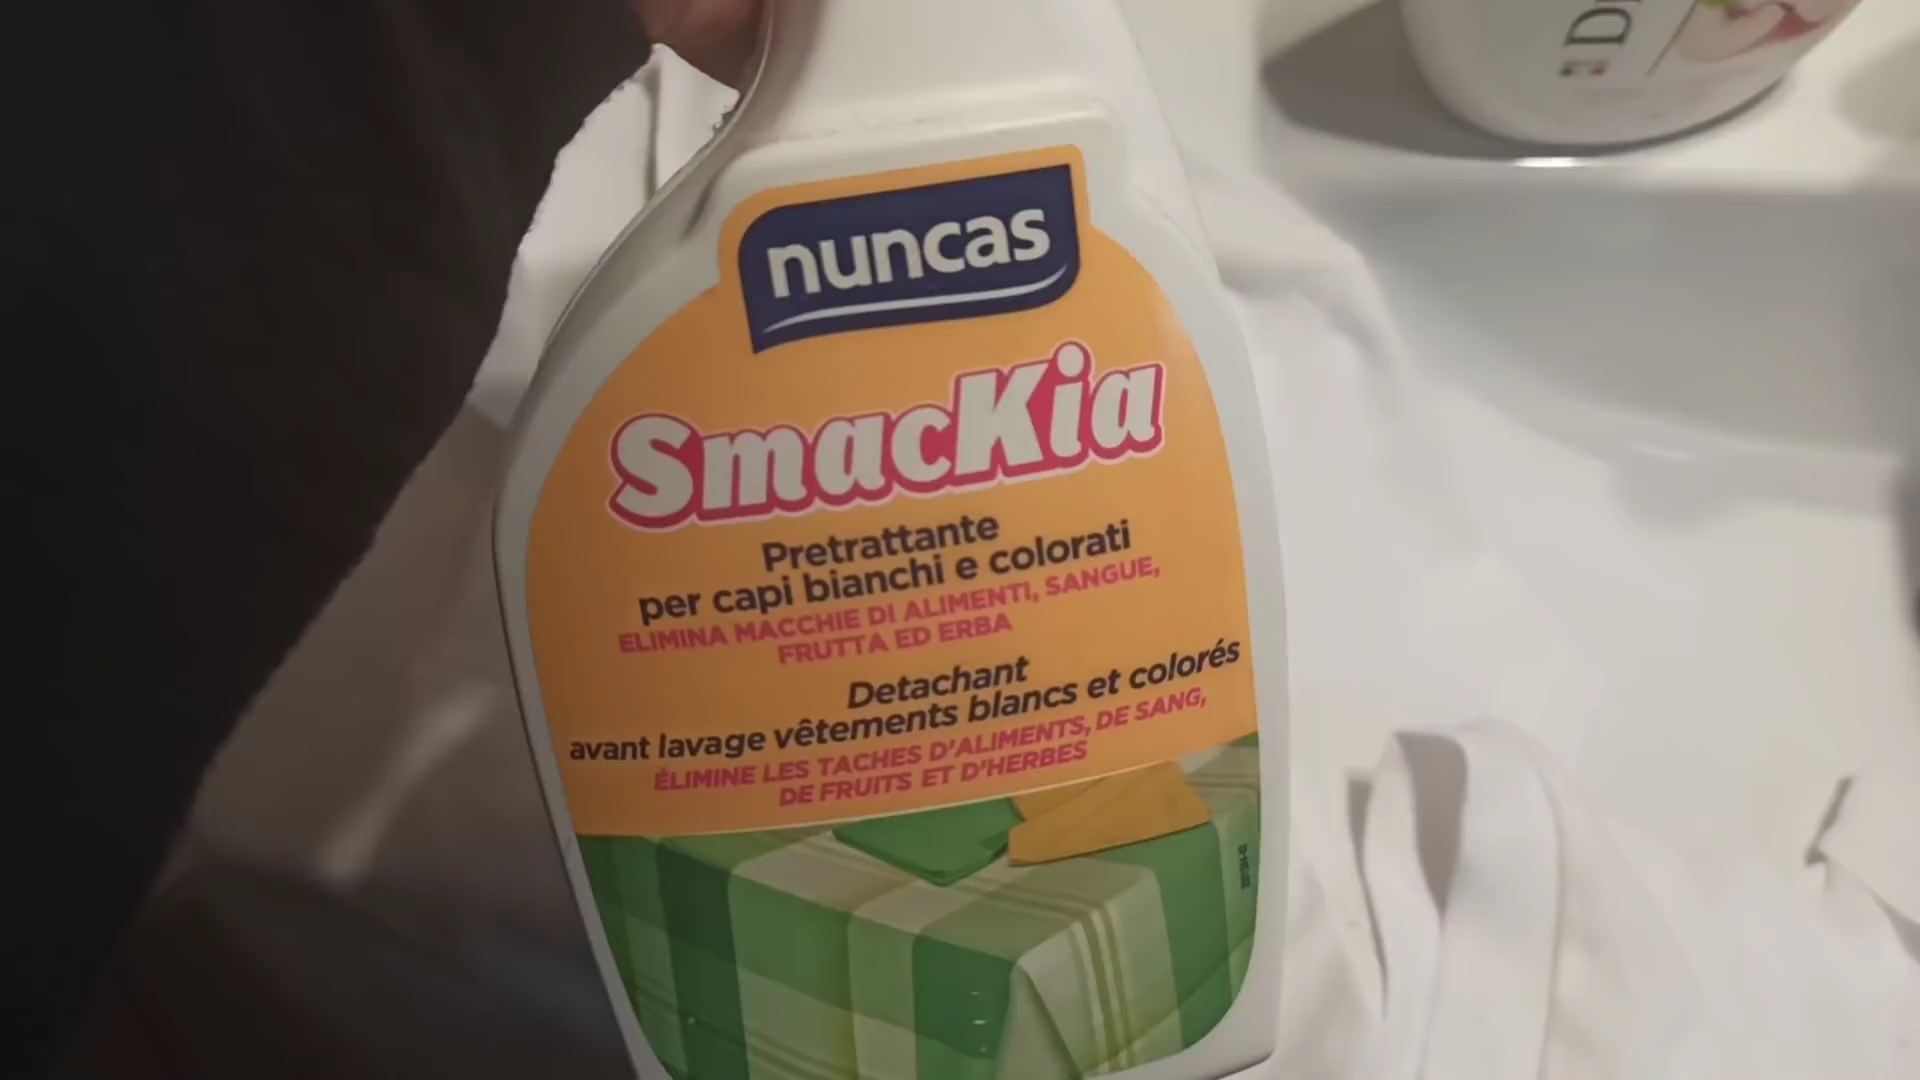 nuncas
SmacKia
Pretrattante
per capi bianchi e colorati
ELIMINA MACCHIE DI ALIMENTI, SANGUE,
FRUTTA ED ERBA
Detachant
avant lavage vêtements blancs et colorés
ÉLIMINE LES TACHES D'ALIMENTS, DE SANG,
DE FRUITS ET D'HERBES